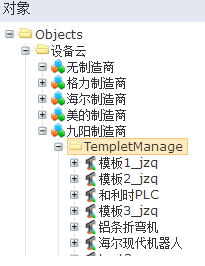 对象
Objects
设备云
无制造商
格力制造商
海尔制造商
美的制造商
九阳制造商
TempletManage
模板1_jzq
模板2_jzq
和利时PLC
模板3_jzq
铝条折弯机
海尔现代机器人